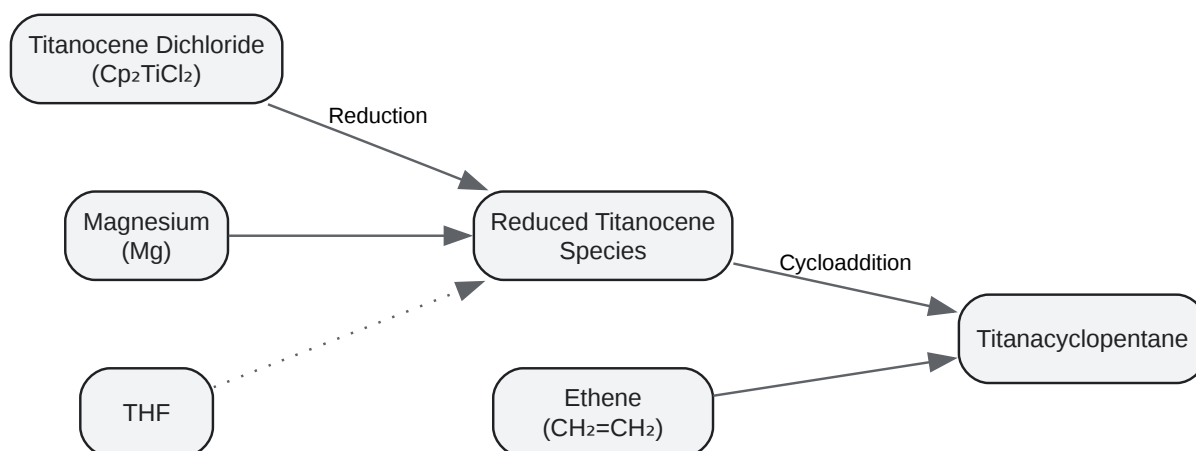 Titanocene Dichloride
(Cp₂TiCl₂)
Reduction
Magnesium
(Mg)
Reduced Titanocene
Species
Cycloaddition
Titanacyclopentane
THF
Ethene
(CH₂=CH₂)